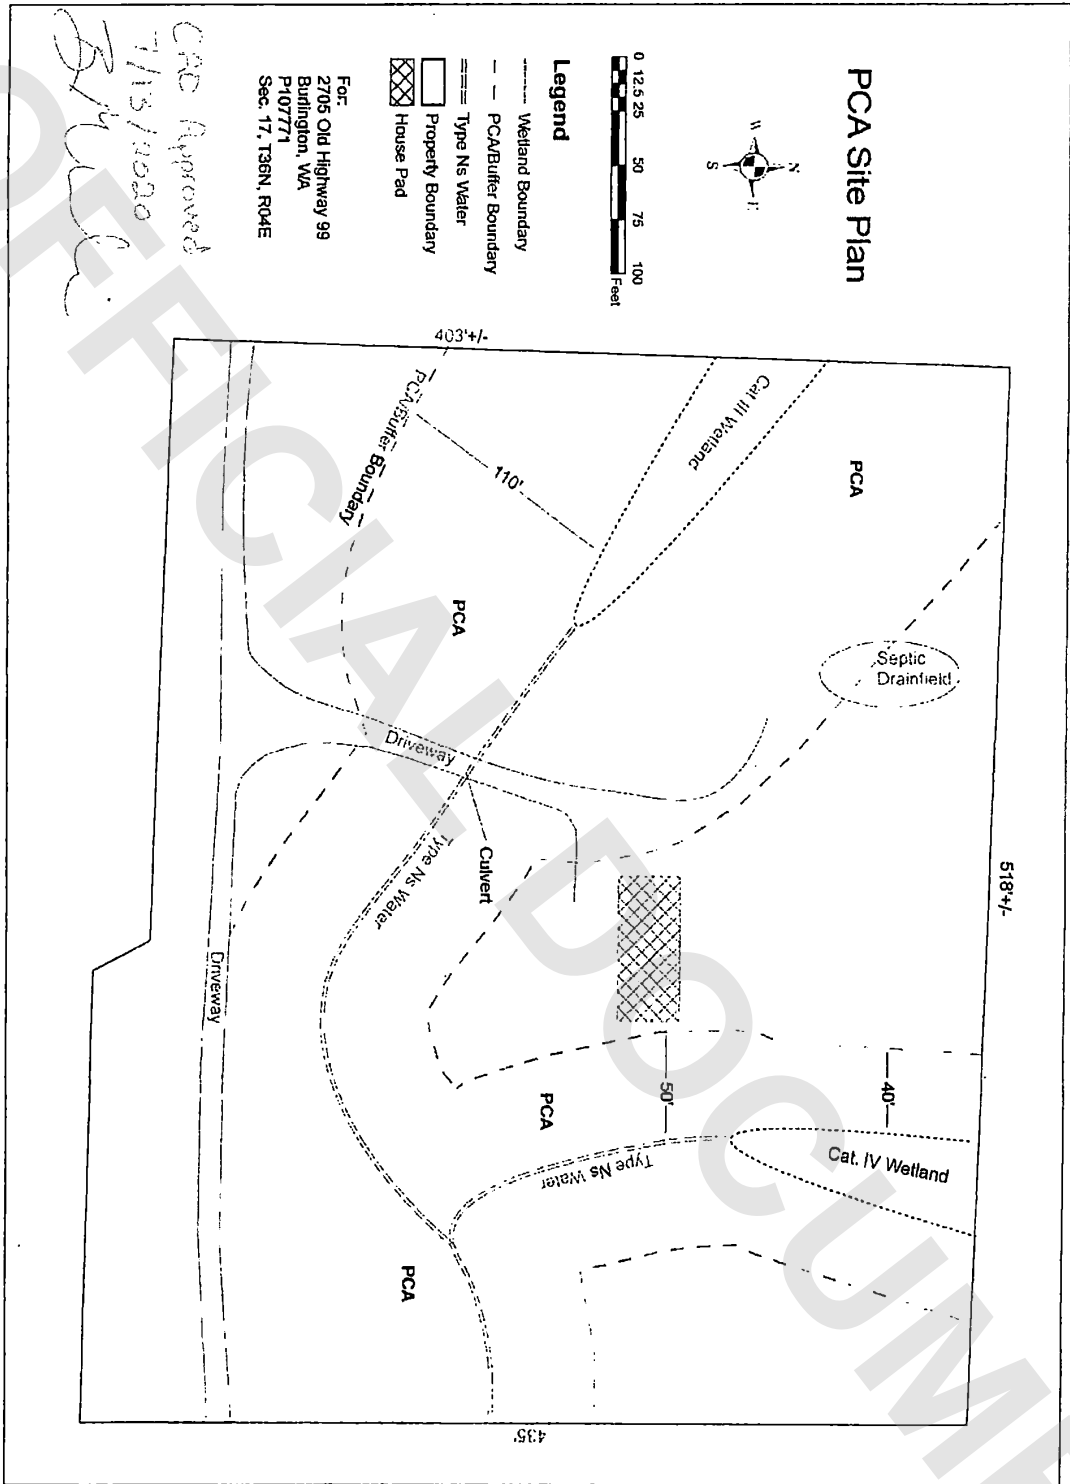 PCA Site Plan
N
W
E
S
0 12.5 25 50 75 100
Feet
Legend
Wetland Boundary
PCA/Buffer Boundary
Type Ns Water
Property Boundary
House Pad
For:
2705 Old Highway 99
Burlington, WA
P107771
Sec. 17, T36N, R04E
CAO Approved
7/13/2020
518'+/-
403'+/-
435'
PCA
Cat III Wetland
110'
PCA/Buffer Boundary
PCA
Septic
Drainfield
Driveway
Culvert
Type Ns Water
Driveway
50'
40'
PCA
Type Ns Water
Cat. IV Wetland
PCA
OFFICIAL DOCUME